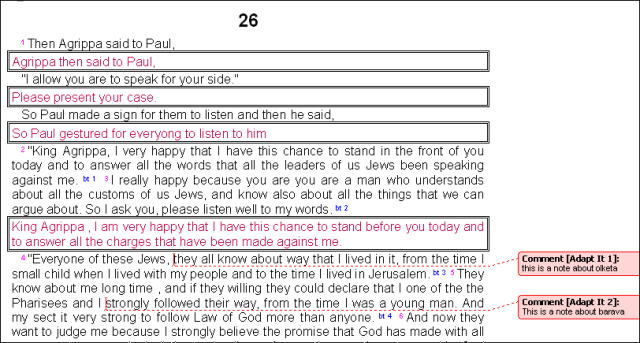 26
1 Then Agrippa said to Paul,
Agrippa then said to Paul,
"I allow you are to speak for your side."
Please present your case.
So Paul made a sign for them to listen and then he said,
So Paul gestured for everyong to listen to him
2 "King Agrippa, I very happy that I have this chance to stand in the front of you
today and to answer all the words that all the leaders of us Jews been speaking
against me. bt 1 3 I really happy because you are you are a man who understands
about all the customs of us Jews, and know also about all the things that we can
argue about. So I ask you, please listen well to my words. bt 2
King Agrippa , I am very happy that I have this chance to stand before you today and
to answer all the charges that have been made against me.
4 "Everyone of these Jews, they all know about way that I lived in it, from the time I
small child when I lived with my people and to the time I lived in Jerusalem. bt 3 5 They
know about me long time , and if they willing they could declare that I one of the the
Pharisees and I strongly followed their way, from the time I was a young man. And
my sect it very strong to follow Law of God more than anyone. bt 4 6 And now they
want to judge me because I strongly believe the promise that God has made with all
Comment [Adapt It 1]:
this is a note about olketa
Comment [Adapt It 2]:
This is a note about barava